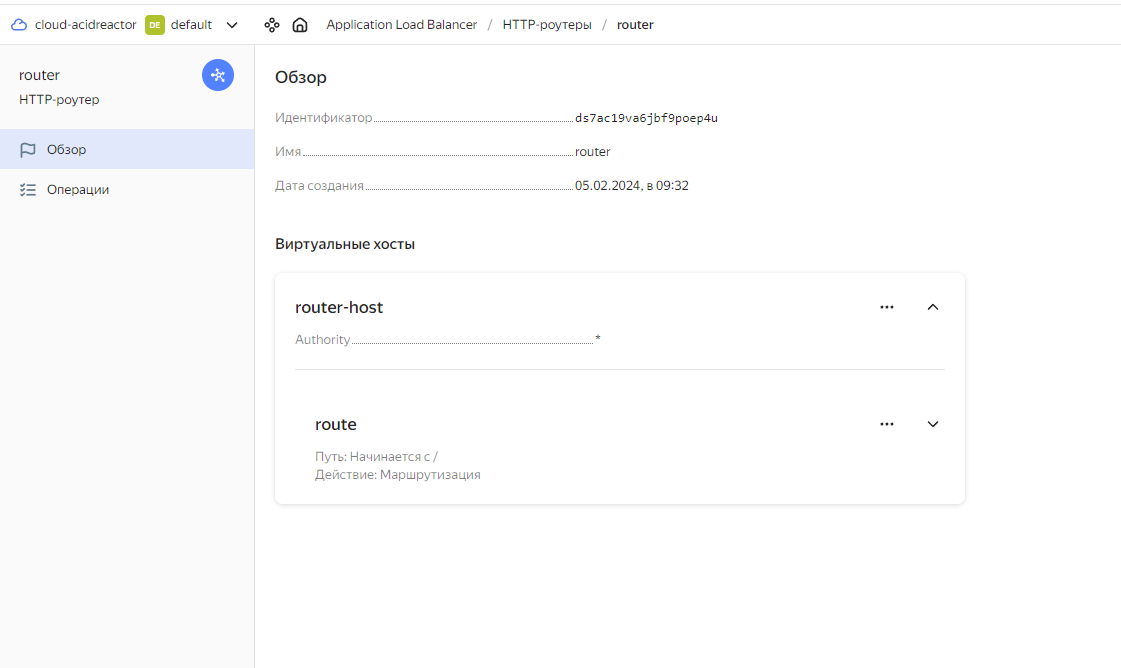 cloud-acidreactor DE default Application Load Balancer / HTTP-роутеры / router
router
HTTP-роутер
Обзор
Операции
Обзор
Идентификатор ds7ac19va6jbf9poep4u
Имя router
Дата создания 05.02.2024, в 09:32
Виртуальные хосты
router-host
Authority *
route
Путь: Начинается с /
Действие: Маршрутизация